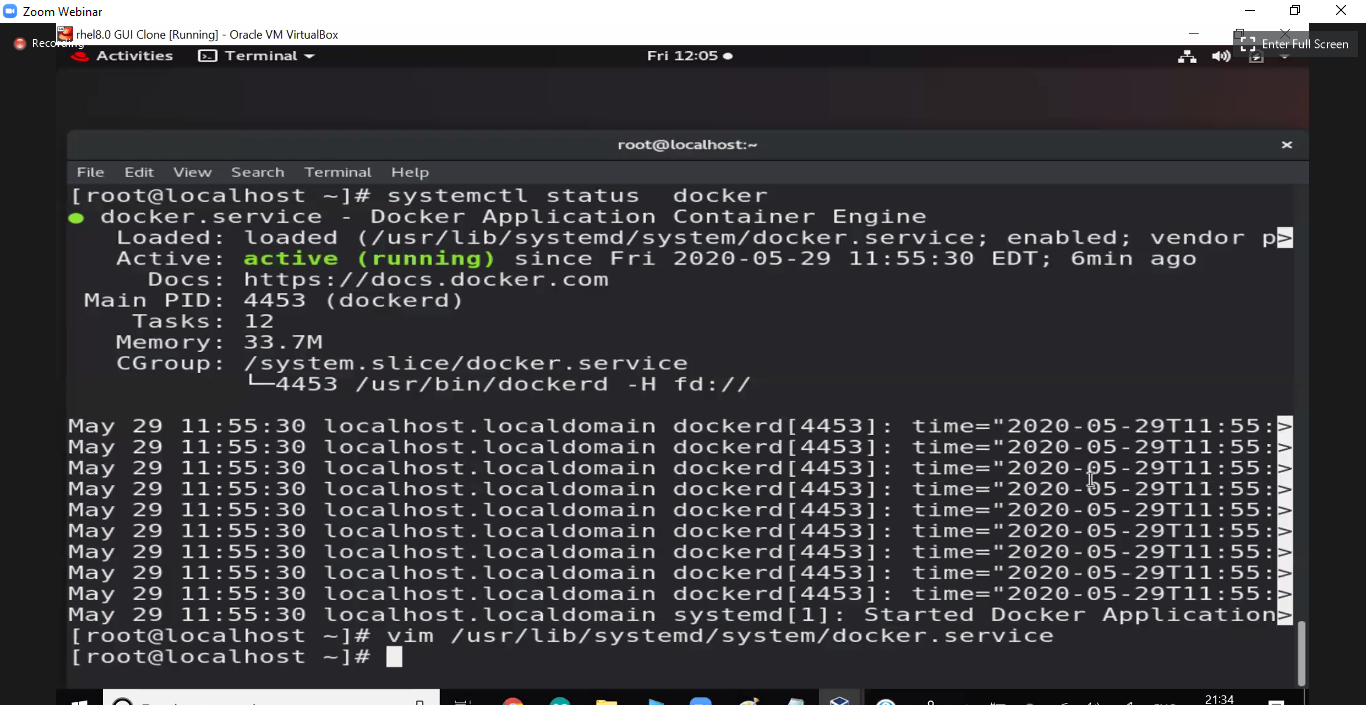 Zoom Webinar
rhel8.0 GUI Clone [Running] - Oracle VM VirtualBox
Recording
Enter Full Screen
Activities Terminal Fri 12:05
root@localhost:~
File Edit View Search Terminal Help
[root@localhost ~]# systemctl status  docker
● docker.service - Docker Application Container Engine
Loaded: loaded (/usr/lib/systemd/system/docker.service; enabled; vendor p>
Active: active (running) since Fri 2020-05-29 11:55:30 EDT; 6min ago
Docs: https://docs.docker.com
Main PID: 4453 (dockerd)
Tasks: 12
Memory: 33.7M
CGroup: /system.slice/docker.service
└─4453 /usr/bin/dockerd -H fd://
May 29 11:55:30 localhost.localdomain dockerd[4453]: time="2020-05-29T11:55:>
May 29 11:55:30 localhost.localdomain dockerd[4453]: time="2020-05-29T11:55:>
May 29 11:55:30 localhost.localdomain dockerd[4453]: time="2020-05-29T11:55:>
May 29 11:55:30 localhost.localdomain dockerd[4453]: time="2020-05-29T11:55:>
May 29 11:55:30 localhost.localdomain dockerd[4453]: time="2020-05-29T11:55:>
May 29 11:55:30 localhost.localdomain dockerd[4453]: time="2020-05-29T11:55:>
May 29 11:55:30 localhost.localdomain dockerd[4453]: time="2020-05-29T11:55:>
May 29 11:55:30 localhost.localdomain dockerd[4453]: time="2020-05-29T11:55:>
May 29 11:55:30 localhost.localdomain dockerd[4453]: time="2020-05-29T11:55:>
May 29 11:55:30 localhost.localdomain systemd[1]: Started Docker Application>
[root@localhost ~]# vim /usr/lib/systemd/system/docker.service
[root@localhost ~]#
21:34